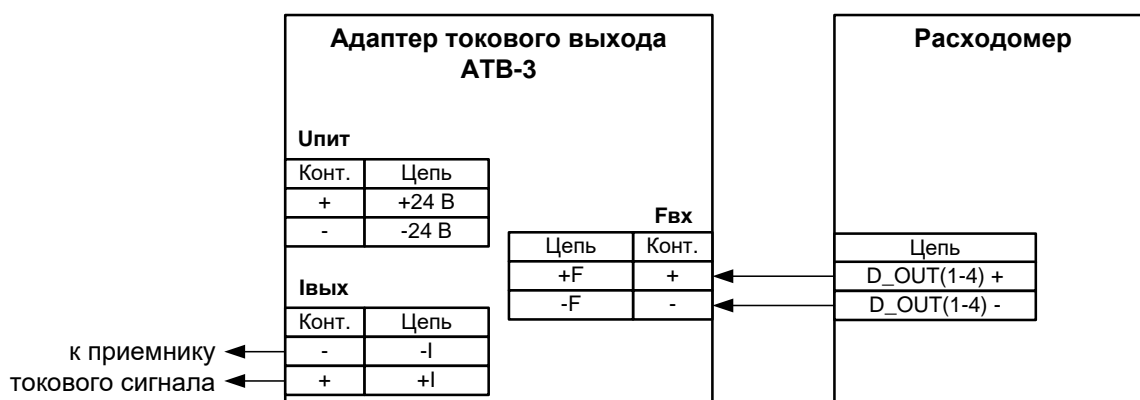 Адаптер токового выхода
АТВ-3
Расходомер
Uпит
Конт. Цепь
+ +24 В
- -24 В
Fвх
Цепь Конт.
+F +
-F -
Цепь
D_OUT(1-4) +
D_OUT(1-4) -
Iвых
Конт. Цепь
- -I
+ +I
к приемнику
токового сигнала